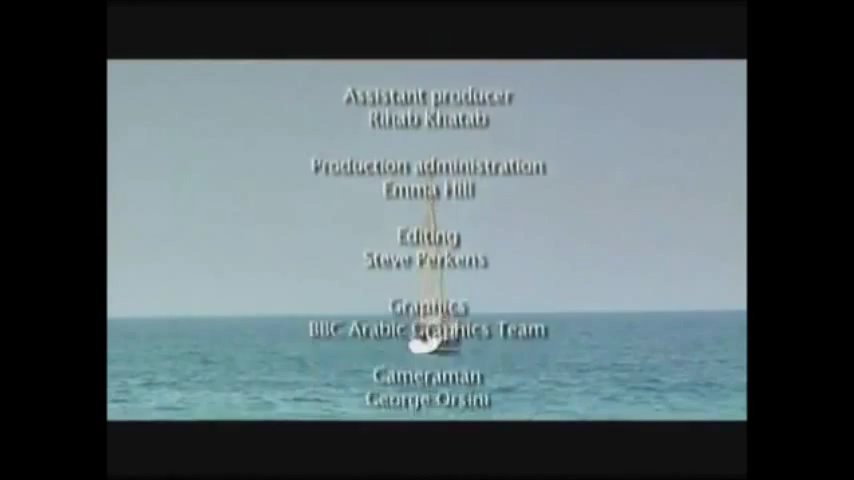 Assistant producer
Rihab Khatab
Production administration
Emma Hill
Editing
Steve Perkens
Graphics
BBC Arabic Graphics Team
Cameraman
George Orsini